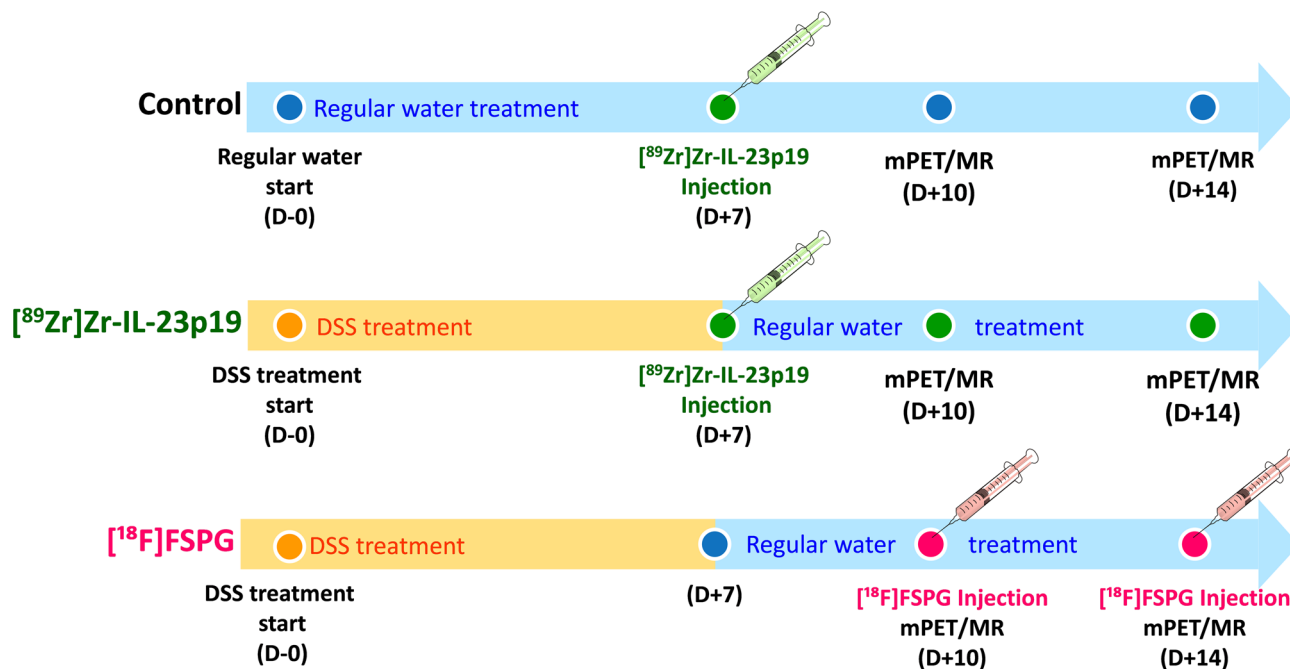 Control
Regular water treatment
Regular water
start
(D-0)
[⁸⁹Zr]Zr-IL-23p19
Injection
(D+7)
mPET/MR
(D+10)
mPET/MR
(D+14)
[⁸⁹Zr]Zr-IL-23p19
DSS treatment
Regular water treatment
DSS treatment
start
(D-0)
[⁸⁹Zr]Zr-IL-23p19
Injection
(D+7)
mPET/MR
(D+10)
mPET/MR
(D+14)
[¹⁸F]FSPG
DSS treatment
Regular water treatment
DSS treatment
start
(D-0)
(D+7)
[¹⁸F]FSPG Injection
mPET/MR
(D+10)
[¹⁸F]FSPG Injection
mPET/MR
(D+14)